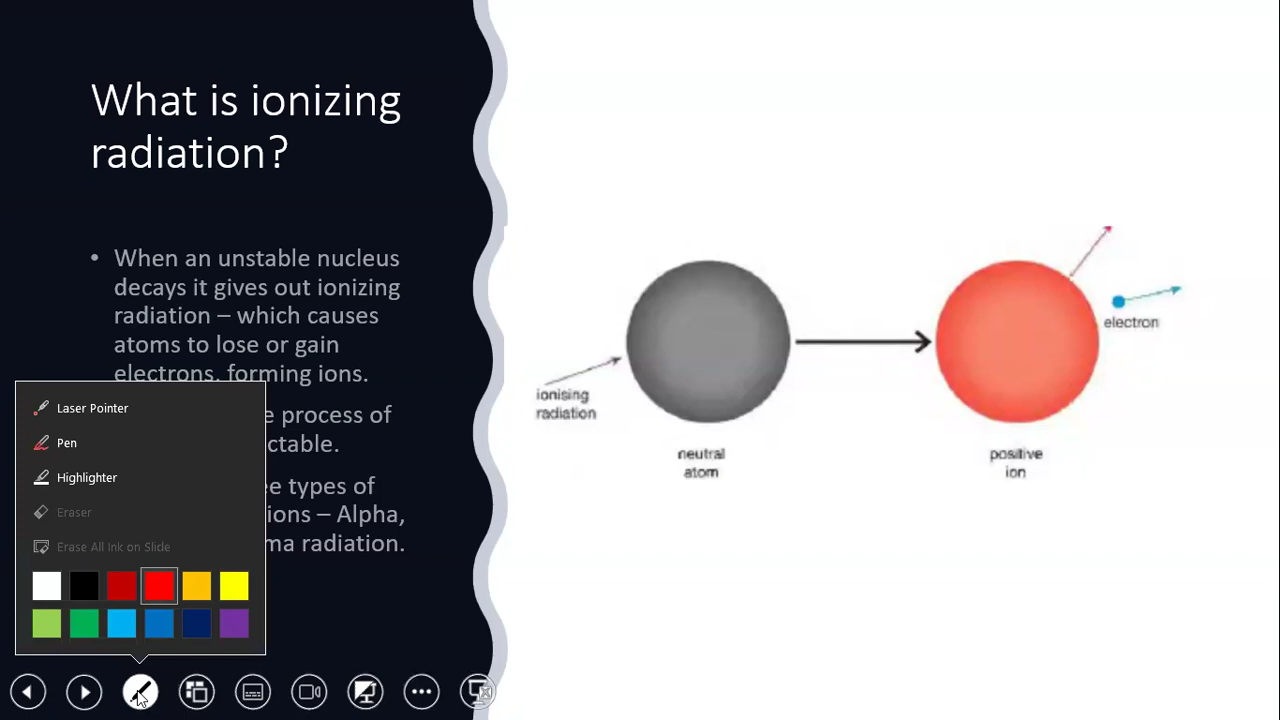 What is ionizing
radiation?
• When an unstable nucleus
decays it gives out ionizing
radiation – which causes
atoms to lose or gain
electrons, forming ions.
e process of
ctable.
ee types of
ions – Alpha,
ma radiation.
Laser Pointer
Pen
Highlighter
Eraser
Erase All Ink on Slide
ionising
radiation
neutral
atom
electron
positive
ion